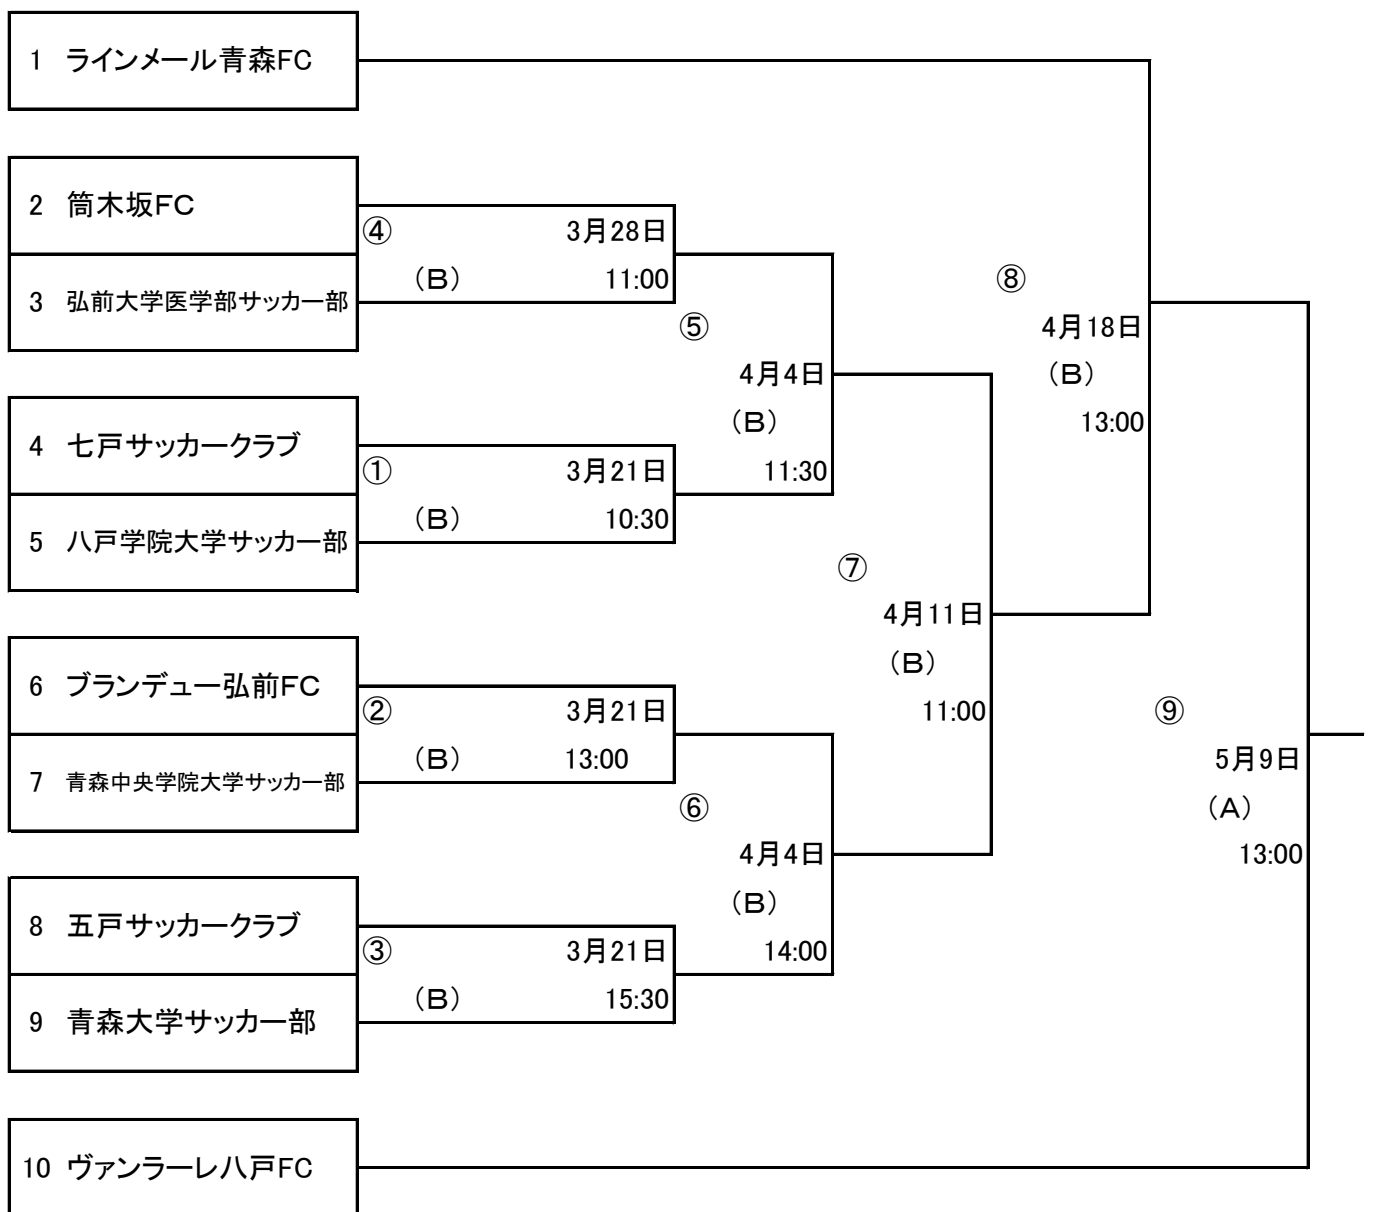 1 ラインメール青森FC
2 筒木坂FC
④ 3月28日
(B) 11:00
3 弘前大学医学部サッカー部
⑤
4月4日
(B)
11:30
4 七戸サッカークラブ
① 3月21日
(B) 10:30
5 八戸学院大学サッカー部
⑧
4月18日
(B)
13:00
⑦
4月11日
(B)
11:00
6 ブランデュー弘前FC
② 3月21日
(B) 13:00
7 青森中央学院大学サッカー部
⑥
4月4日
(B)
14:00
8 五戸サッカークラブ
③ 3月21日
(B) 15:30
9 青森大学サッカー部
⑨
5月9日
(A)
13:00
10 ヴァンラーレ八戸FC